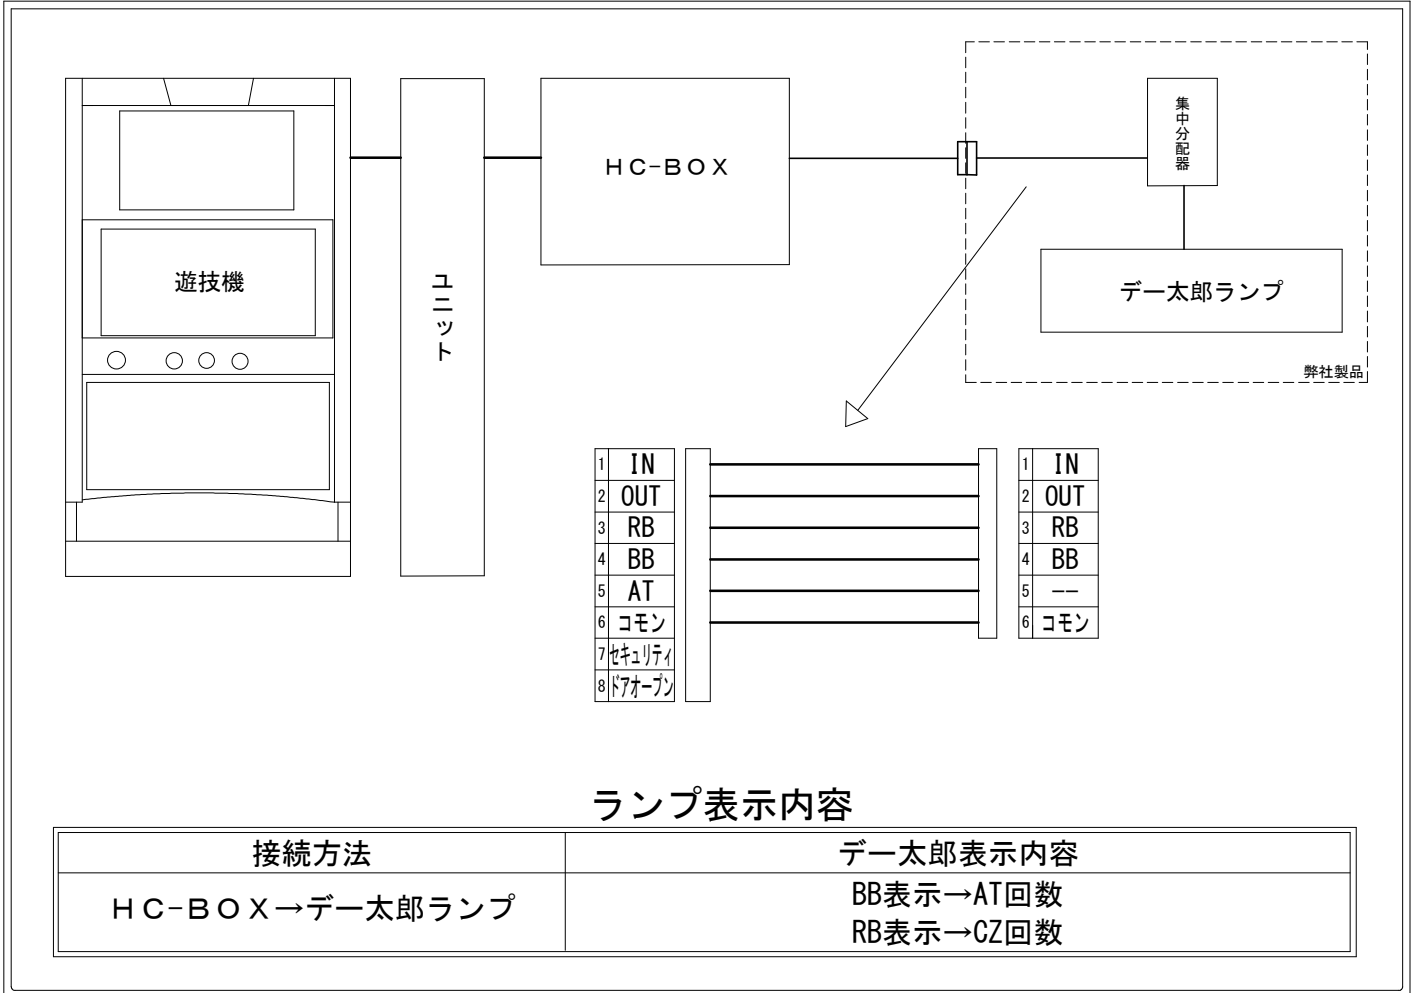 集中分配器
HC-BOX
遊技機
ユニット
デー太郎ランプ
弊社製品
1 IN
2 OUT
3 RB
4 BB
5 AT
6 コモン
7 セキュリティ
8 ドアオープン
1 IN
2 OUT
3 RB
4 BB
5 --
6 コモン
ランプ表示内容
接続方法 デー太郎表示内容
HC-BOX→デー太郎ランプ
BB表示→AT回数
RB表示→CZ回数